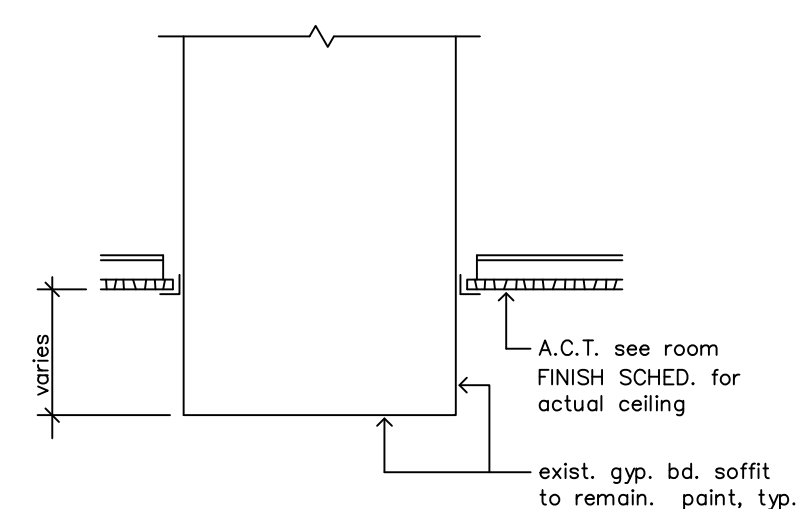 varies
A.C.T. see room
FINISH SCHED. for
actual ceiling
exist. gyp. bd. soffit
to remain. paint, typ.